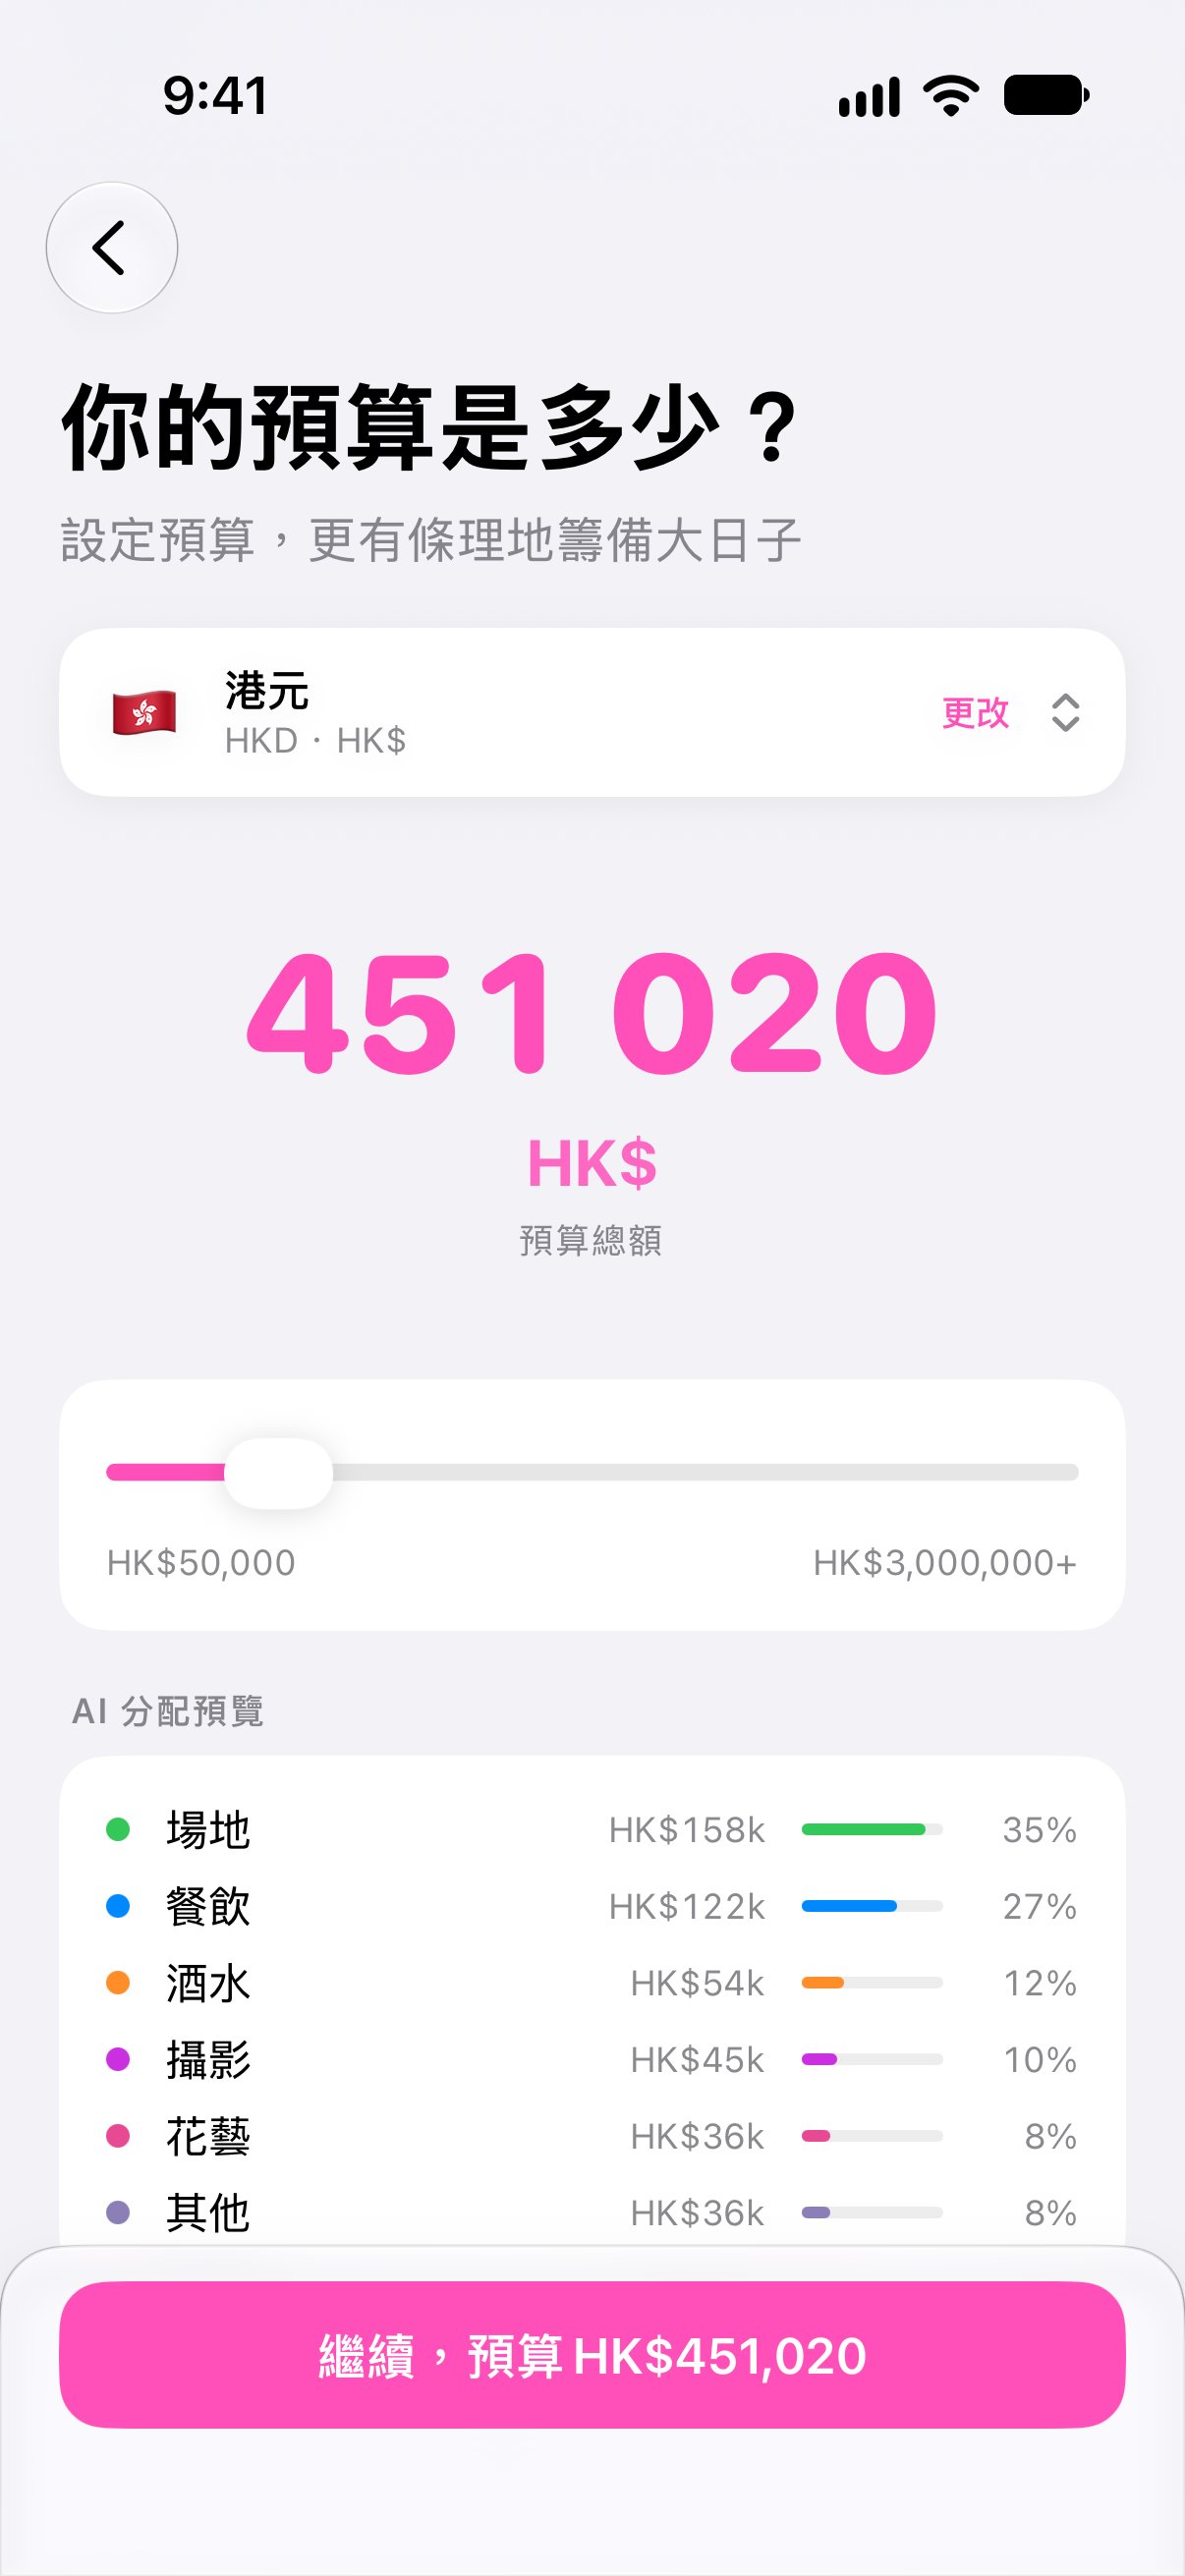 9:41
你的預算是多少？
設定預算，更有條理地籌備大日子
港元
HKD · HK$
更改
451 020
HK$
預算總額
HK$50,000
HK$3,000,000+
AI 分配預覽
場地 HK$158k 35%
餐飲 HK$122k 27%
酒水 HK$54k 12%
攝影 HK$45k 10%
花藝 HK$36k 8%
其他 HK$36k 8%
繼續，預算 HK$451,020